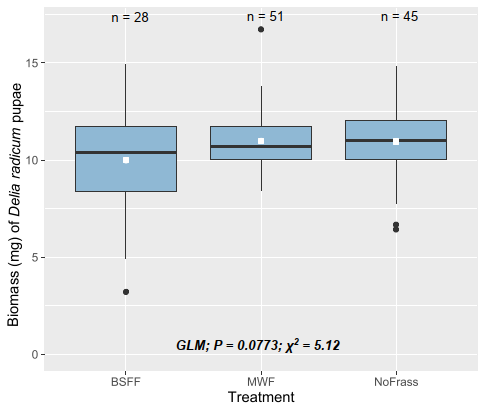 n = 28 n = 51 n = 45
Biomass (mg) of Delia radicum pupae
15
10
5
0
GLM; P = 0.0773; χ² = 5.12
BSFF MWF NoFrass
Treatment